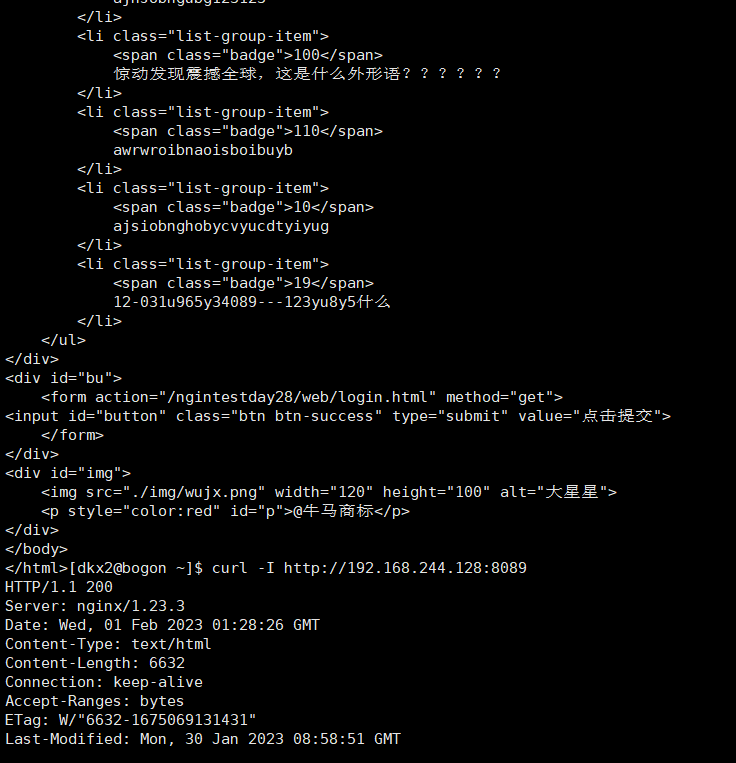 </li>
<li class="list-group-item">
<span class="badge">100</span>
惊动发现震撼全球，这是什么外形语？？？？？？
</li>
<li class="list-group-item">
<span class="badge">110</span>
awrwroibnaoisboibuyb
</li>
<li class="list-group-item">
<span class="badge">10</span>
ajsiobnghobycvyucdtyiyug
</li>
<li class="list-group-item">
<span class="badge">19</span>
12-031u965y34089---123yu8y5什么
</li>
</ul>
</div>
<div id="bu">
<form action="/ngintestday28/web/login.html" method="get">
<input id="button" class="btn btn-success" type="submit" value="点击提交">
</form>
</div>
<div id="img">
<img src="./img/wujx.png" width="120" height="100" alt="大星星">
<p style="color:red" id="p">@牛马商标</p>
</div>
</body>
</html>[dkx2@bogon ~]$ curl -I http://192.168.244.128:8089
HTTP/1.1 200
Server: nginx/1.23.3
Date: Wed, 01 Feb 2023 01:28:26 GMT
Content-Type: text/html
Content-Length: 6632
Connection: keep-alive
Accept-Ranges: bytes
ETag: W/"6632-1675069131431"
Last-Modified: Mon, 30 Jan 2023 08:58:51 GMT